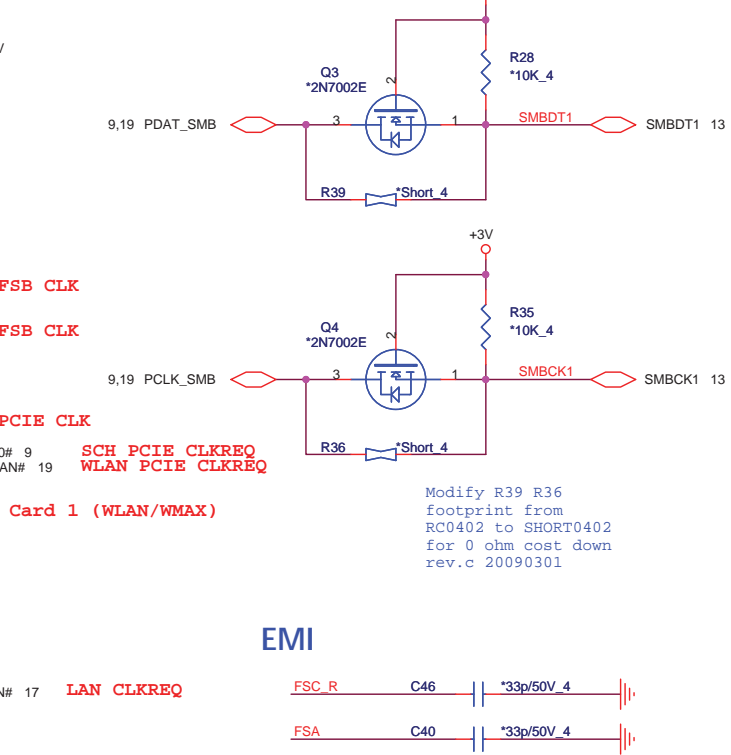 R28
*10K_4
Q3
*2N7002E
2
9,19 PDAT_SMB
3
1
SMBDT1
SMBDT1 13
R39
*Short_4
+3V
FSB CLK
R35
*10K_4
Q4
*2N7002E
2
FSB CLK
9,19 PCLK_SMB
3
1
SMBCK1
SMBCK1 13
PCIE CLK
R36
*Short_4
0# 9 SCH PCIE CLKREQ
AN# 19 WLAN PCIE CLKREQ
Card 1 (WLAN/WMAX)
Modify R39 R36
footprint from
RC0402 to SHORT0402
for 0 ohm cost down
rev.c 20090301
EMI
N# 17 LAN CLKREQ
FSC_R C46 *33p/50V_4
FSA C40 *33p/50V_4